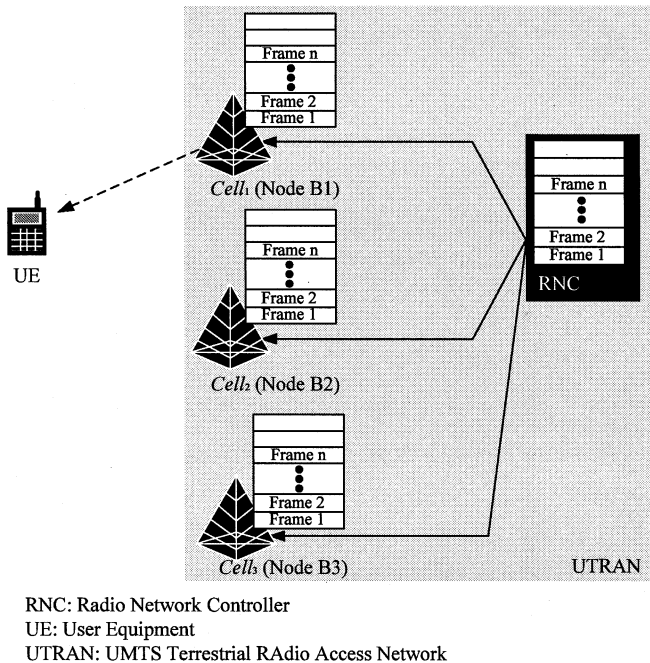 Frame n
Frame 2
Frame 1
Cell₁ (Node B1)
UE
Frame n
Frame 2
Frame 1
Cell₂ (Node B2)
Frame n
Frame 2
Frame 1
Cell₃ (Node B3)
Frame n
Frame 2
Frame 1
RNC
UTRAN
RNC: Radio Network Controller
UE: User Equipment
UTRAN: UMTS Terrestrial RAdio Access Network